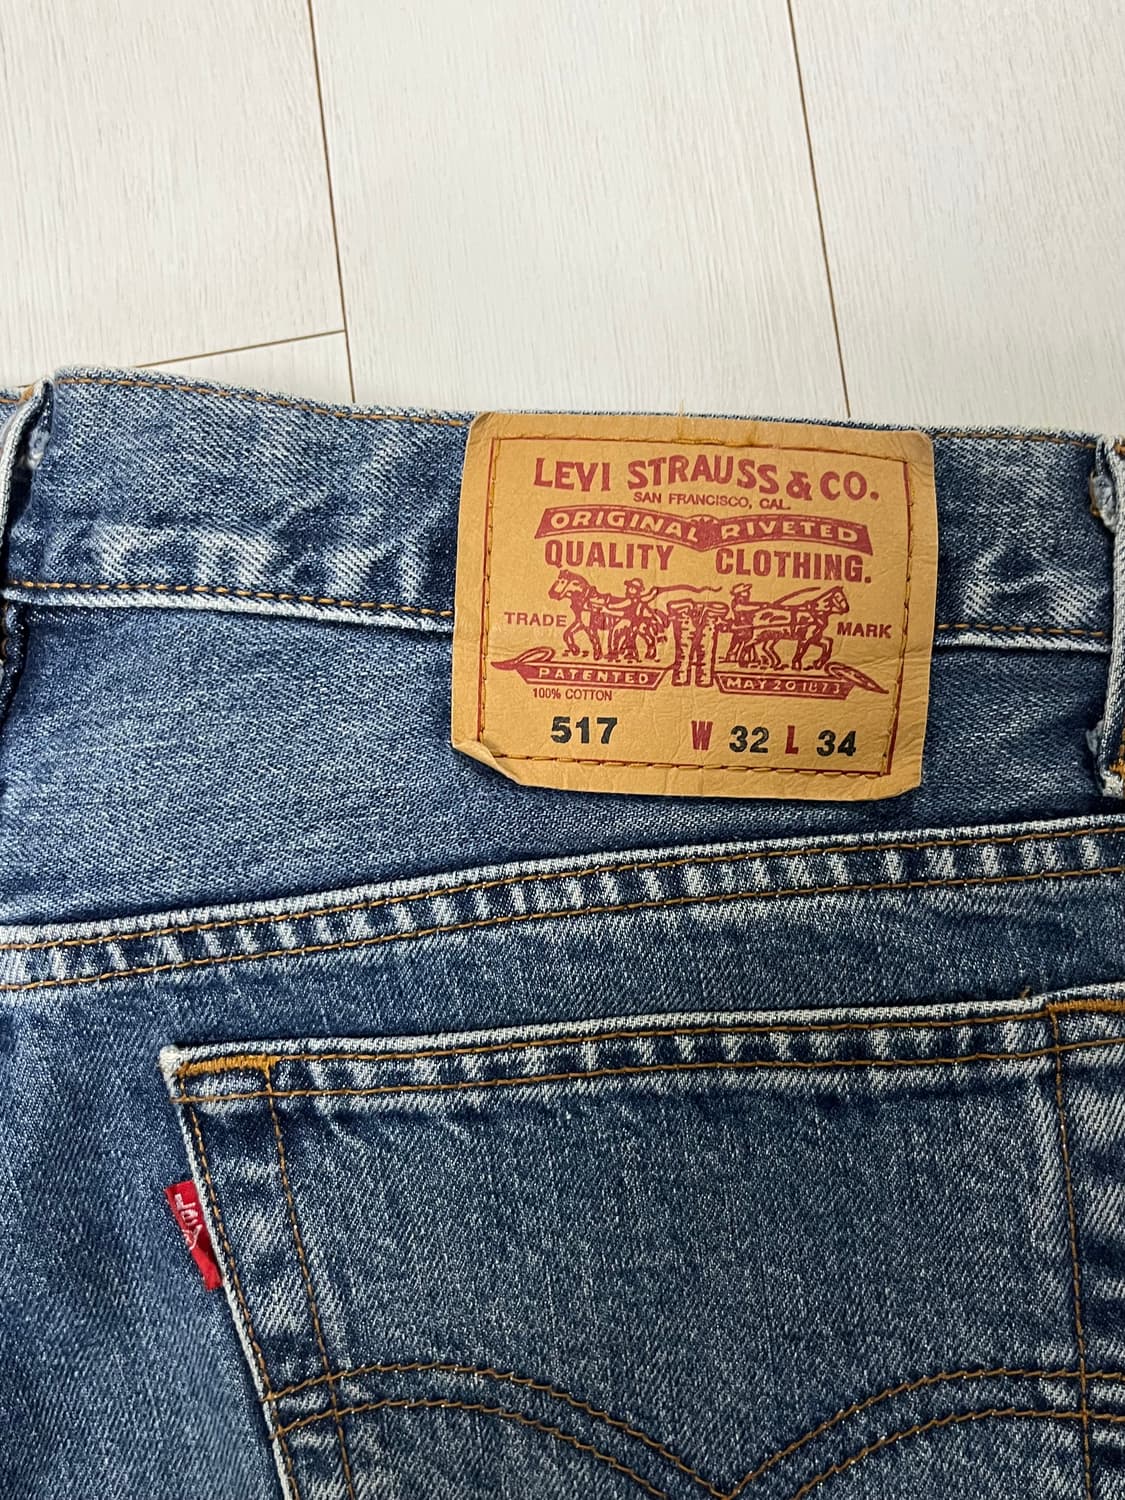 LEVI STRAUSS & CO.
SAN FRANCISCO, CAL.
ORIGINAL RIVETED
QUALITY CLOTHING.
TRADE MARK
PATENTED MAY 20 1873
100% COTTON
517 W 32 L 34
Levi's